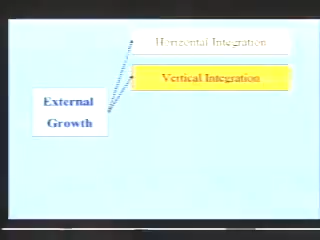 Horizontal Integration
Vertical Integration
External
Growth